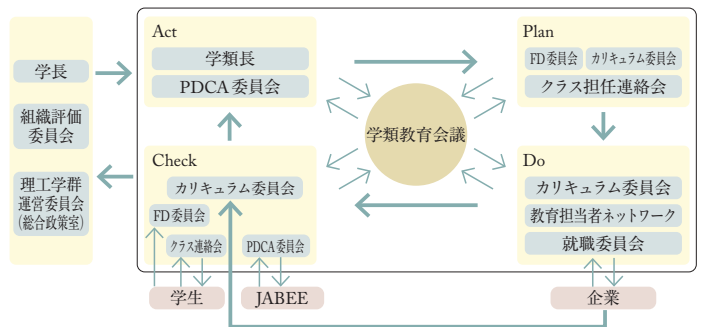 学長
組織評価
委員会
理工学群
運営委員会
(総合政策室)
Act
学類長
PDCA 委員会
Plan
FD 委員会
カリキュラム委員会
クラス担任連絡会
学類教育会議
Check
カリキュラム委員会
FD 委員会
クラス連絡会
PDCA 委員会
Do
カリキュラム委員会
教育担当者ネットワーク
就職委員会
学生
JABEE
企業